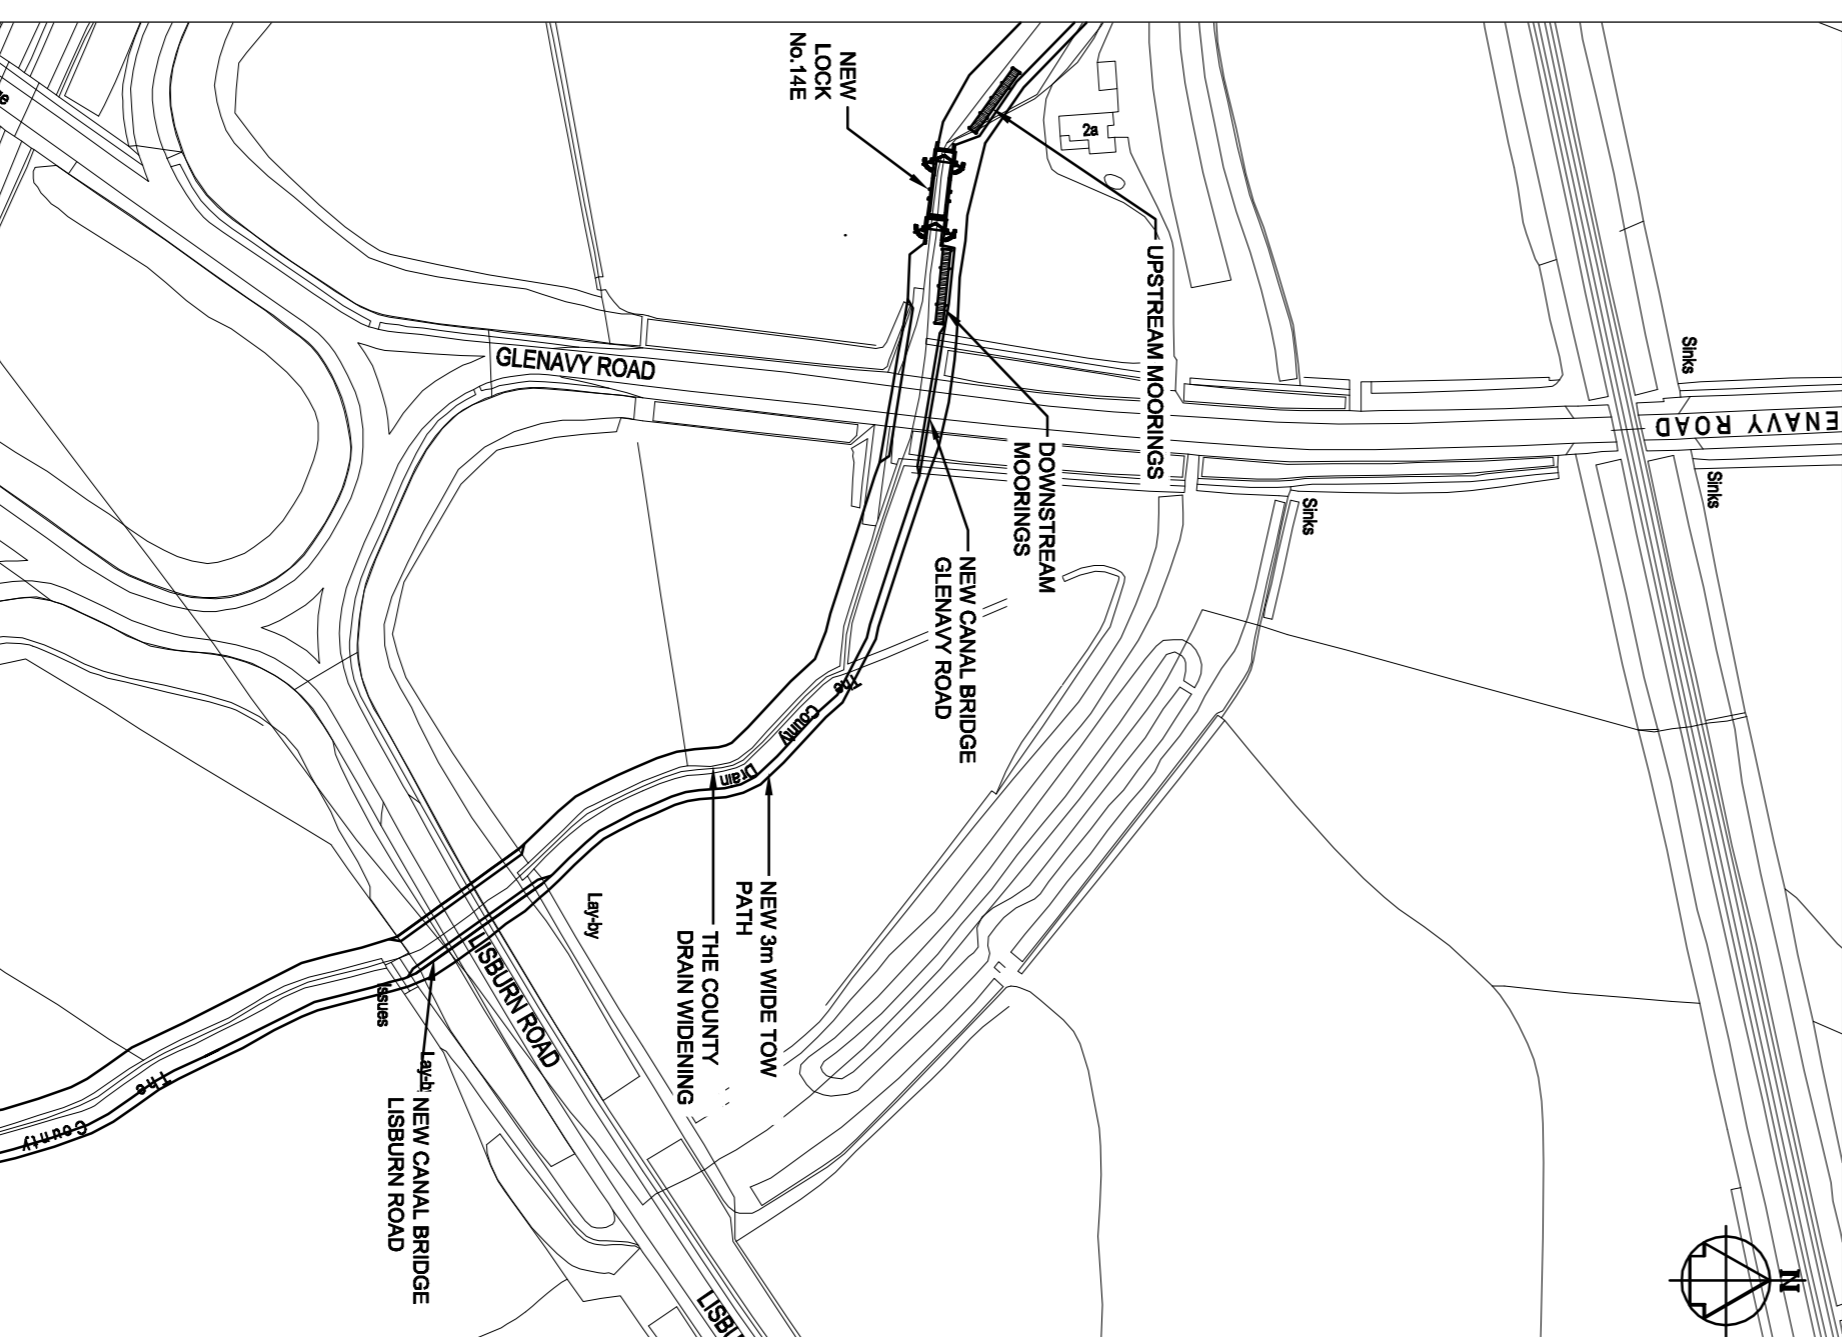 NEW
LOCK
No.14E
2a
UPSTREAM MOORINGS
GLENAVY ROAD
DOWNSTREAM
MOORINGS
NEW CANAL BRIDGE
GLENAVY ROAD
Sinks
ENAVY ROAD
Sinks
Sinks
The
County
Drain
NEW 3m WIDE TOW
PATH
THE COUNTY
DRAIN WIDENING
Lay-by
LISBURN ROAD
Issues
Lay-b
NEW CANAL BRIDGE
LISBURN ROAD
The
County
LISBU
N